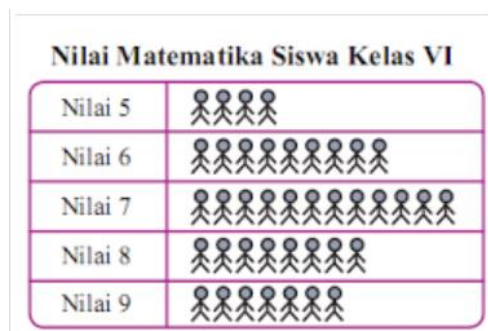 Nilai Matematika Siswa Kelas VI
Nilai 5
Nilai 6
Nilai 7
Nilai 8
Nilai 9